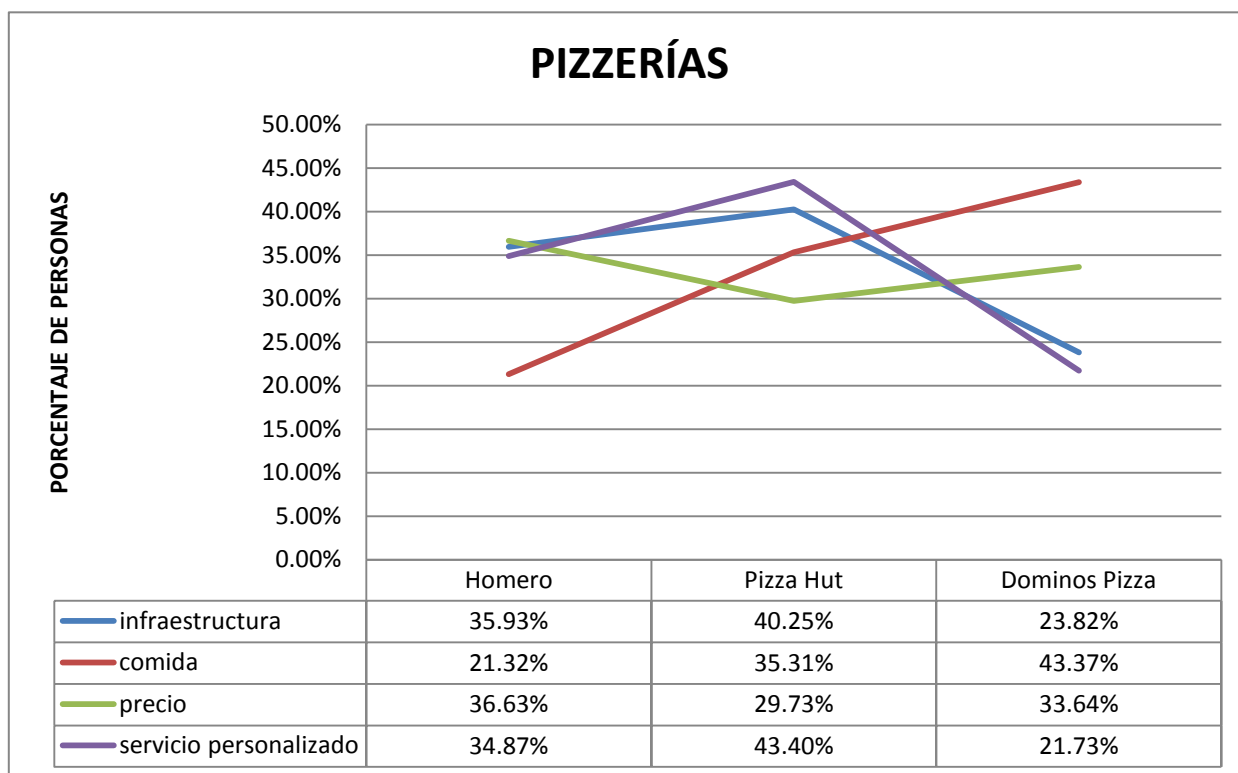 PIZZERÍAS
PORCENTAJE DE PERSONAS
50.00%
45.00%
40.00%
35.00%
30.00%
25.00%
20.00%
15.00%
10.00%
5.00%
0.00%
Homero Pizza Hut Dominos Pizza
infraestructura 35.93% 40.25% 23.82%
comida 21.32% 35.31% 43.37%
precio 36.63% 29.73% 33.64%
servicio personalizado 34.87% 43.40% 21.73%